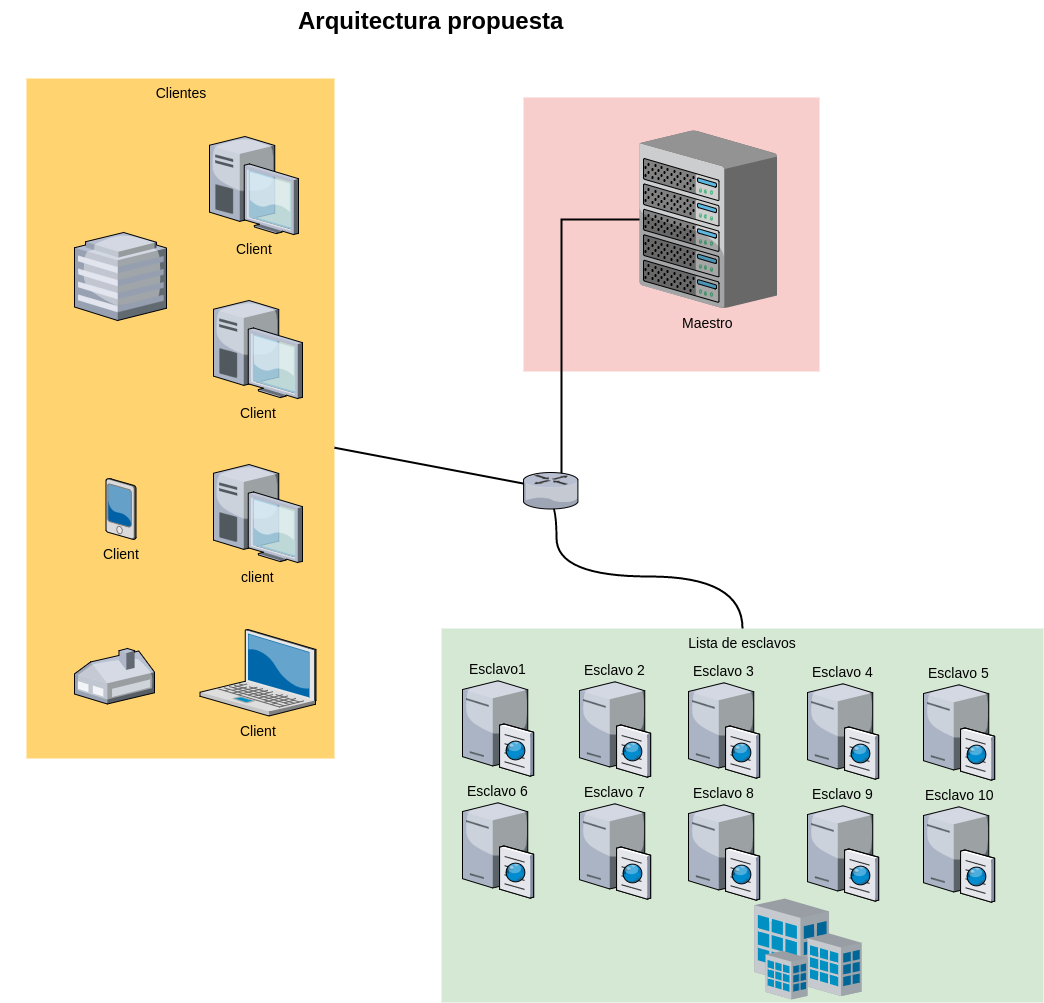 Arquitectura propuesta
Clientes
Client
Client
Client
client
Client
Maestro
Lista de esclavos
Esclavo1
Esclavo 2
Esclavo 3
Esclavo 4
Esclavo 5
Esclavo 6
Esclavo 7
Esclavo 8
Esclavo 9
Esclavo 10